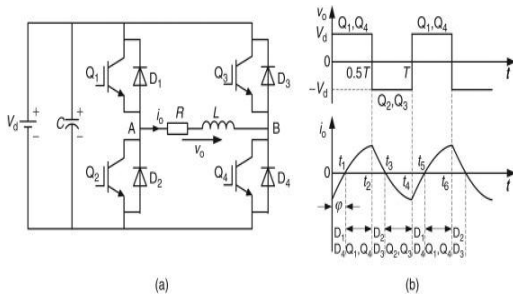 V_d
+
−
C
+
−
Q_1
D_1
Q_3
D_3
A
i_o
R
L
B
v_o
Q_2
D_2
Q_4
D_4
(a)
v_o
Q_1, Q_4 Q_1, Q_4
V_d
0
0.5T T t
−V_d
Q_2, Q_3
i_o
t_1 t_3 t_5
0
t_2 t_4 t_6 t
φ
D_1 D_2 D_1 D_2
D_4 Q_1, Q_4 D_3 Q_2, Q_3 D_4 Q_1, Q_4 D_3
(b)